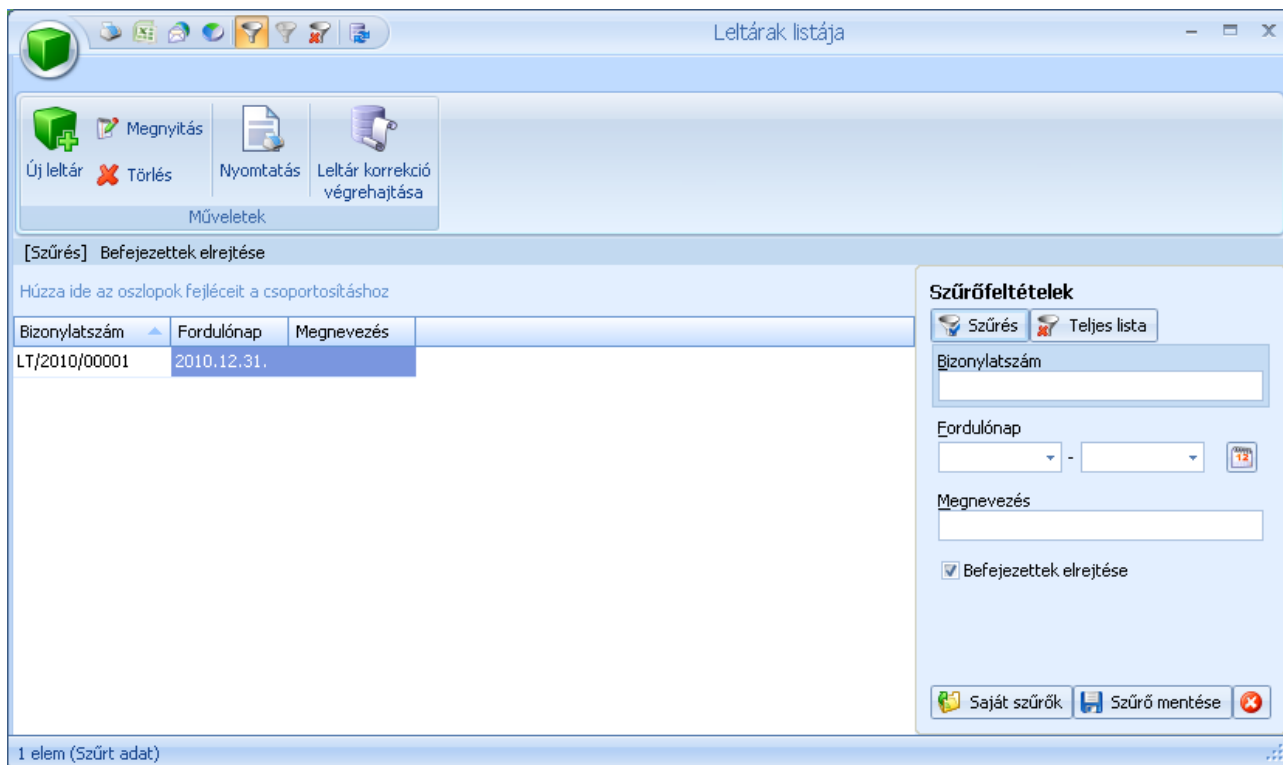 Leltárak listája
Új leltár
Megnyitás
Törlés
Nyomtatás
Leltár korrekció
végrehajtása
Műveletek
[Szűrés] Befejezettek elrejtése
Húzza ide az oszlopok fejléceit a csoportosításhoz
Bizonylatszám Fordulónap Megnevezés
LT/2010/00001 2010.12.31.
Szűrőfeltételek
Szűrés Teljes lista
Bizonylatszám
Fordulónap
-
12
Megnevezés
Befejezettek elrejtése
Saját szűrők Szűrő mentése
1 elem (Szűrt adat)